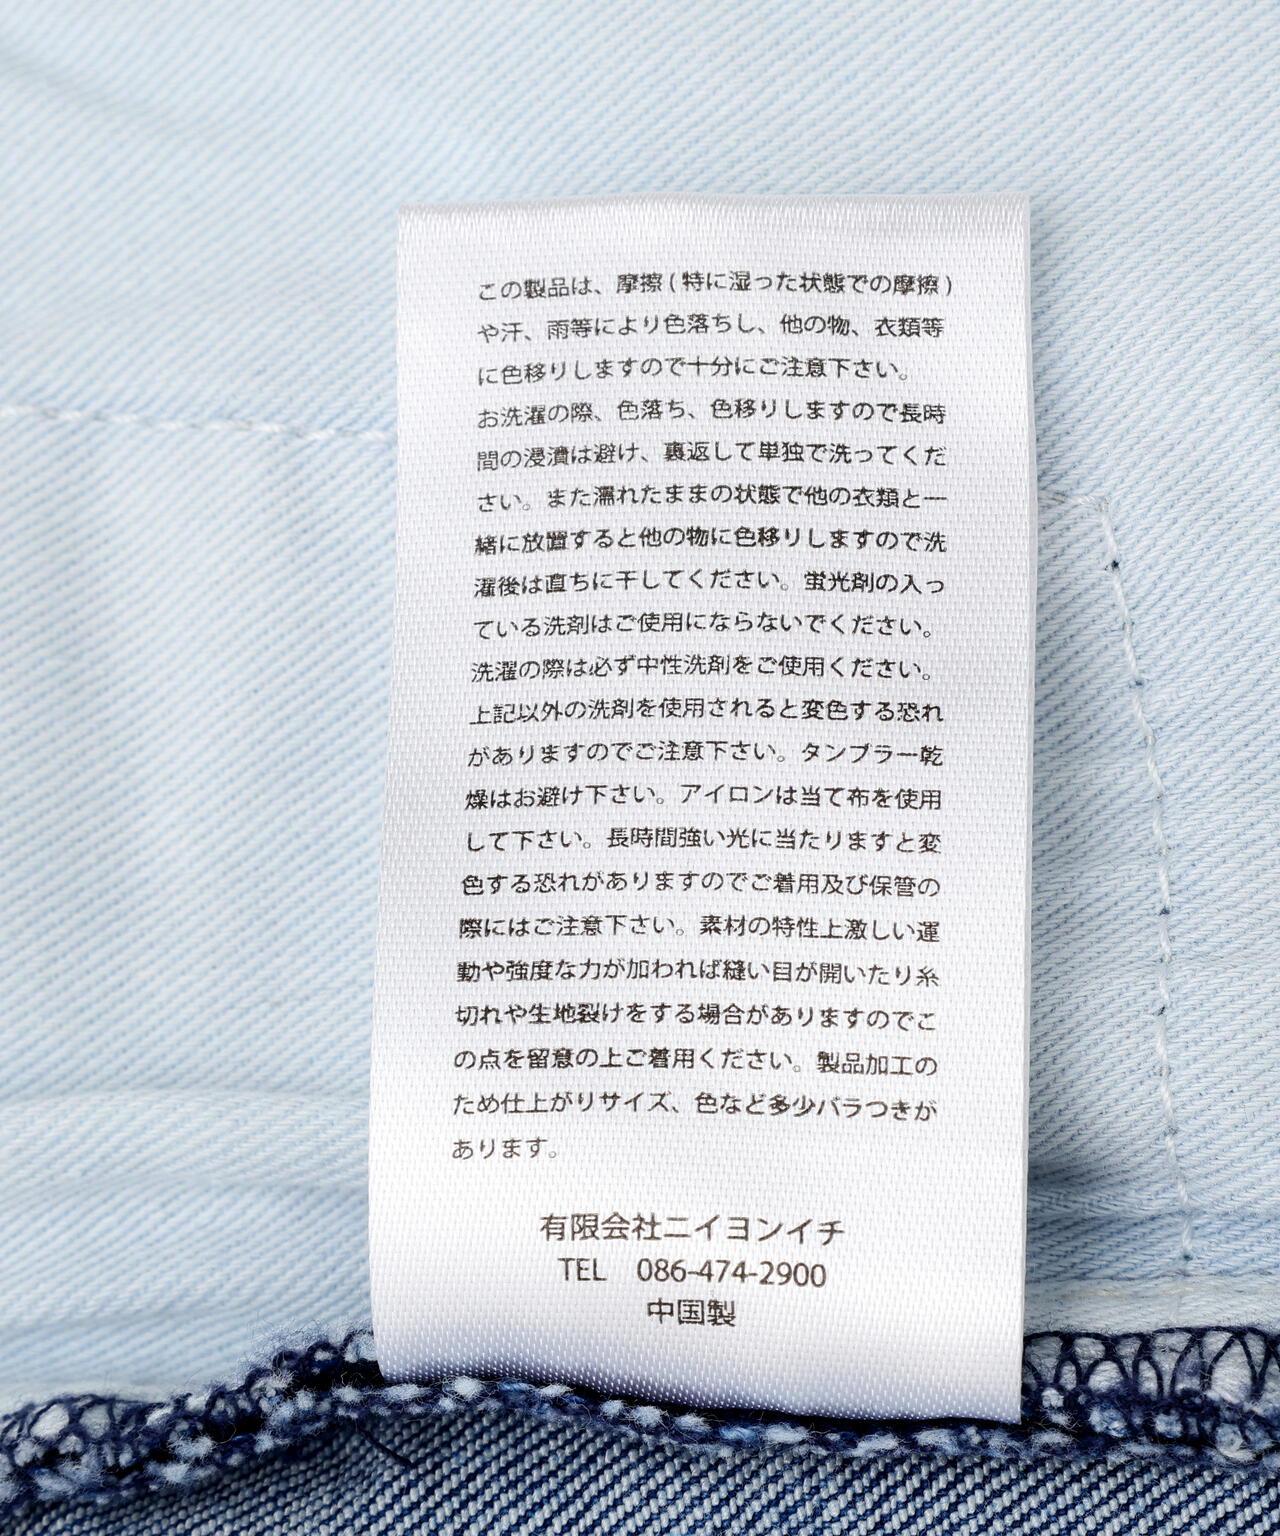 この製品は、摩擦(特に湿った状態での摩擦)
や汗、雨等により色落ちし、他の物、衣類等
に色移りしますので十分にご注意下さい。
お洗濯の際、色落ち、色移りしますので長時
間の浸漬は避け、裏返して単独で洗ってくだ
さい。また濡れたままの状態で他の衣類と一
緒に放置すると他の物に色移りしますので洗
濯後は直ちに干してください。蛍光剤の入っ
ている洗剤はご使用にならないでください。
洗濯の際は必ず中性洗剤をご使用ください。
上記以外の洗剤を使用されると変色する恐れ
がありますのでご注意下さい。タンブラー乾
燥はお避け下さい。アイロンは当て布を使用
して下さい。長時間強い光に当たりますと変
色する恐れがありますのでご着用及び保管の
際にはご注意下さい。素材の特性上激しい運
動や強度な力が加われば縫い目が開いたり糸
切れや生地裂けをする場合がありますのでこ
の点を留意の上ご着用ください。製品加工の
ため仕上がりサイズ、色など多少バラつきが
あります。
有限会社ニイヨンイチ
TEL 086-474-2900
中国製